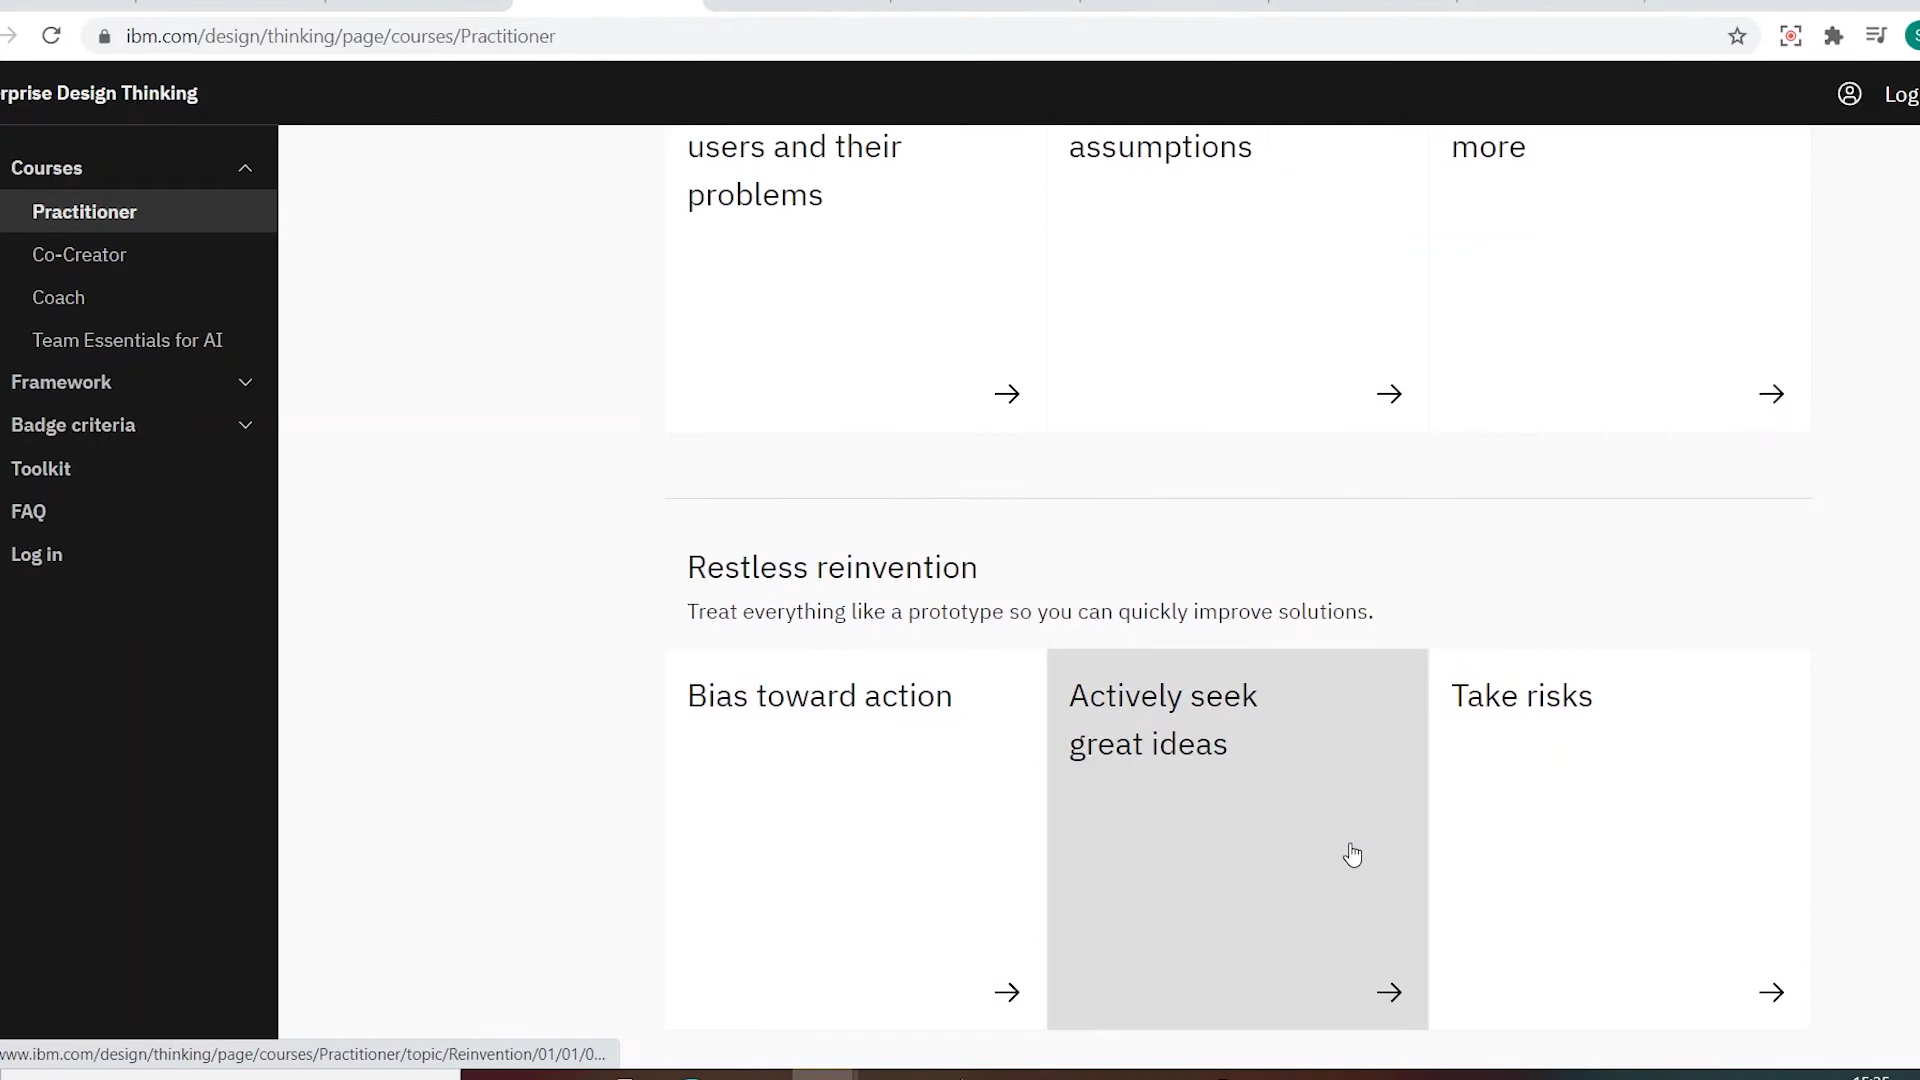 ibm.com/design/thinking/page/courses/Practitioner
rprise Design Thinking
Log
Courses
Practitioner
Co-Creator
Coach
Team Essentials for AI
Framework
Badge criteria
Toolkit
FAQ
Log in
users and their
problems
assumptions
more
Restless reinvention
Treat everything like a prototype so you can quickly improve solutions.
Bias toward action
Actively seek
great ideas
Take risks
www.ibm.com/design/thinking/page/courses/Practitioner/topic/Reinvention/01/01/0...